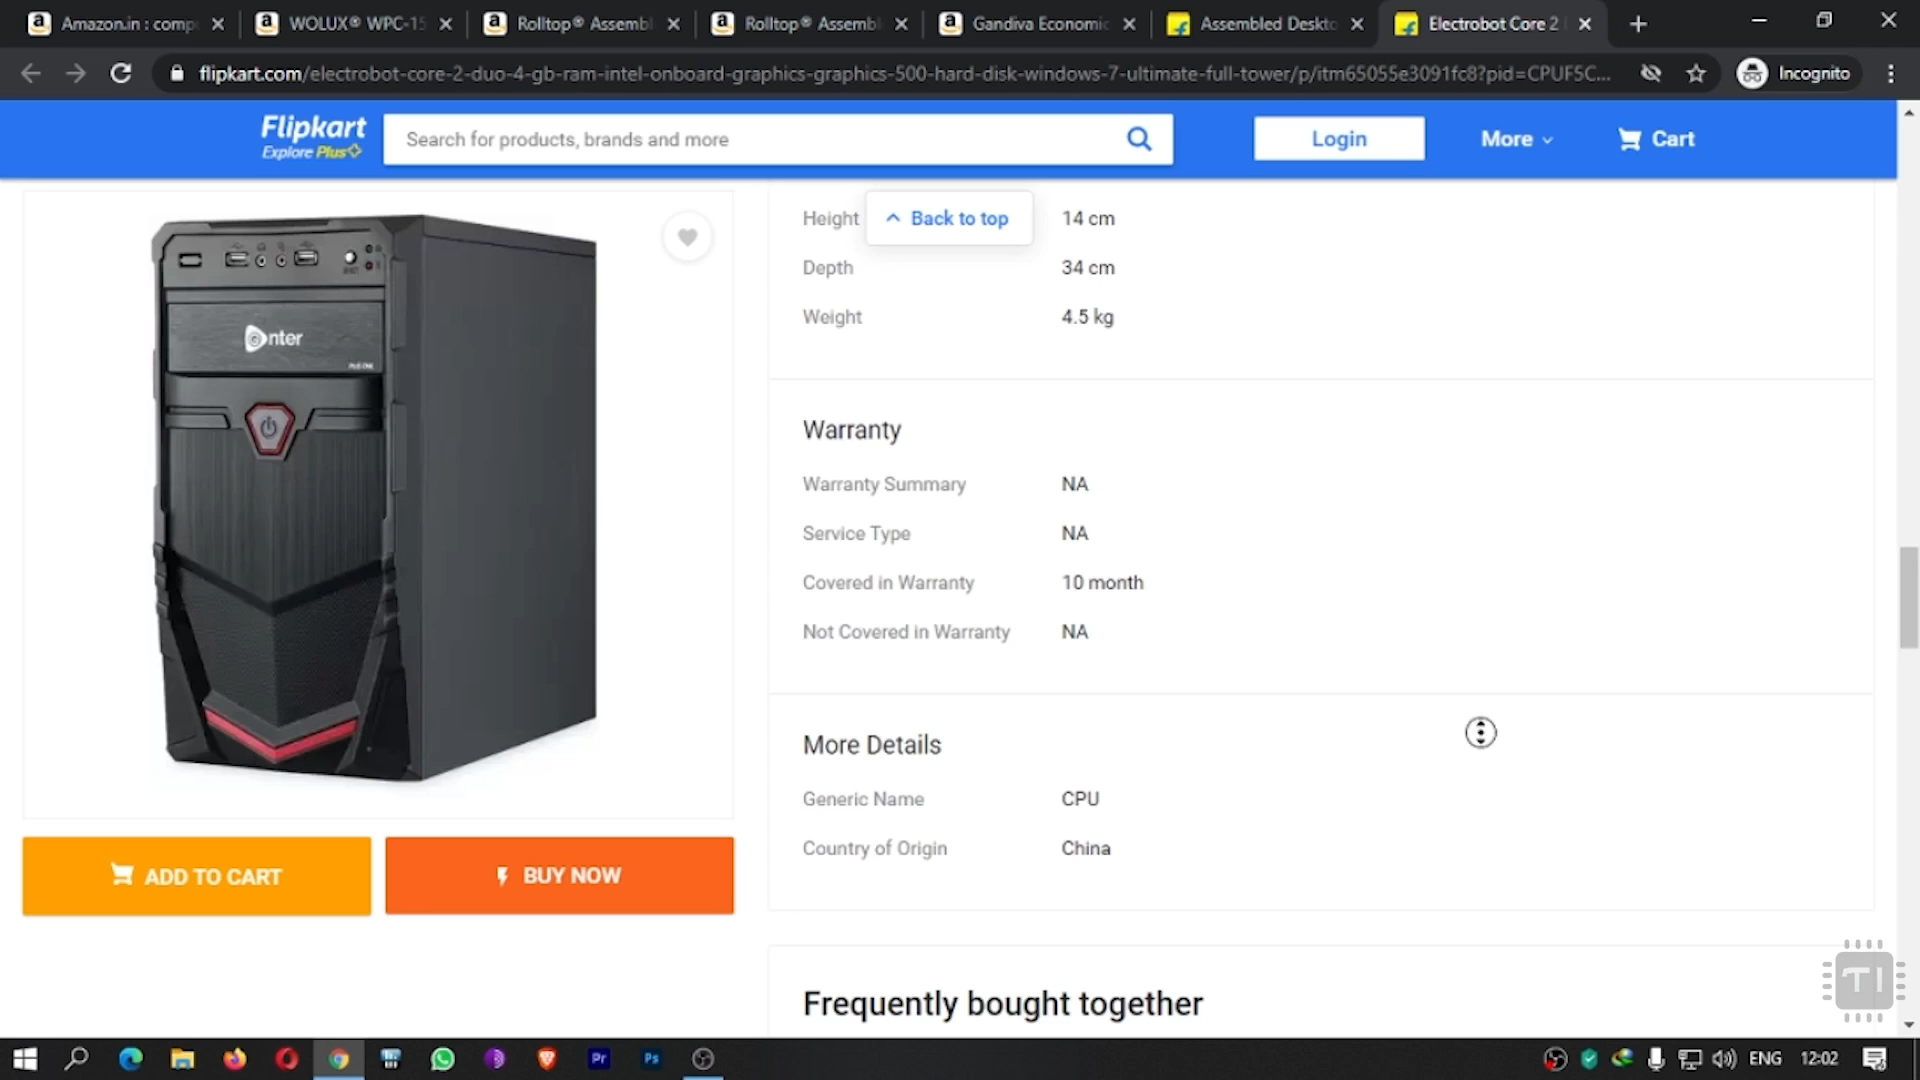 Amazon.in : comp
WOLUX® WPC-15
Rolltop® Assembl
Rolltop® Assembl
Gandiva Economic
Assembled Deskto
Electrobot Core 2
flipkart.com/electrobot-core-2-duo-4-gb-ram-intel-onboard-graphics-graphics-500-hard-disk-windows-7-ultimate-full-tower/p/itm65055e3091fc8?pid=CPUF5C...
Incognito
Flipkart
Explore Plus
Search for products, brands and more
Login
More
Cart
Height
Back to top
14 cm
Depth 34 cm
Weight 4.5 kg
enter
Warranty
Warranty Summary NA
Service Type NA
Covered in Warranty 10 month
Not Covered in Warranty NA
More Details
Generic Name CPU
Country of Origin China
ADD TO CART
BUY NOW
Frequently bought together
TI
Pr
Ps
ENG
12:02